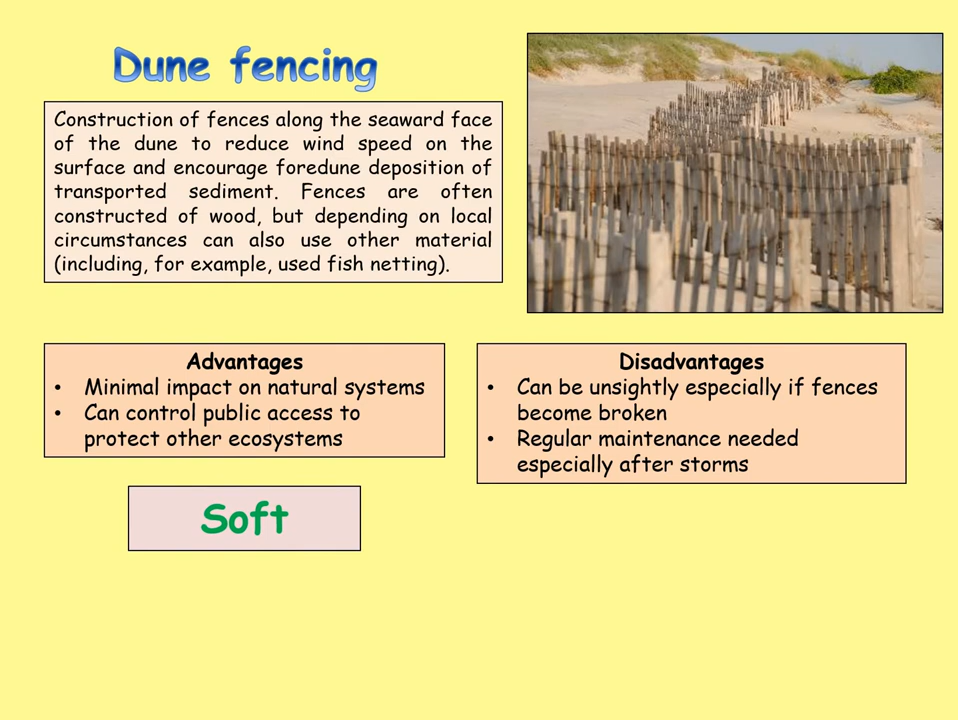 Dune fencing
Construction of fences along the seaward face
of the dune to reduce wind speed on the
surface and encourage foredune deposition of
transported sediment. Fences are often
constructed of wood, but depending on local
circumstances can also use other material
(including, for example, used fish netting).
Advantages
• Minimal impact on natural systems
• Can control public access to
protect other ecosystems
Disadvantages
• Can be unsightly especially if fences
become broken
• Regular maintenance needed
especially after storms
Soft